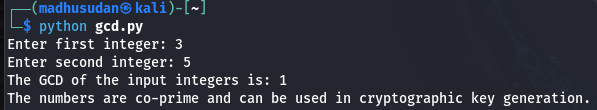 ┌──(madhusudan㉿kali)-[~]
└─$ python gcd.py
Enter first integer: 3
Enter second integer: 5
The GCD of the input integers is: 1
The numbers are co-prime and can be used in cryptographic key generation.